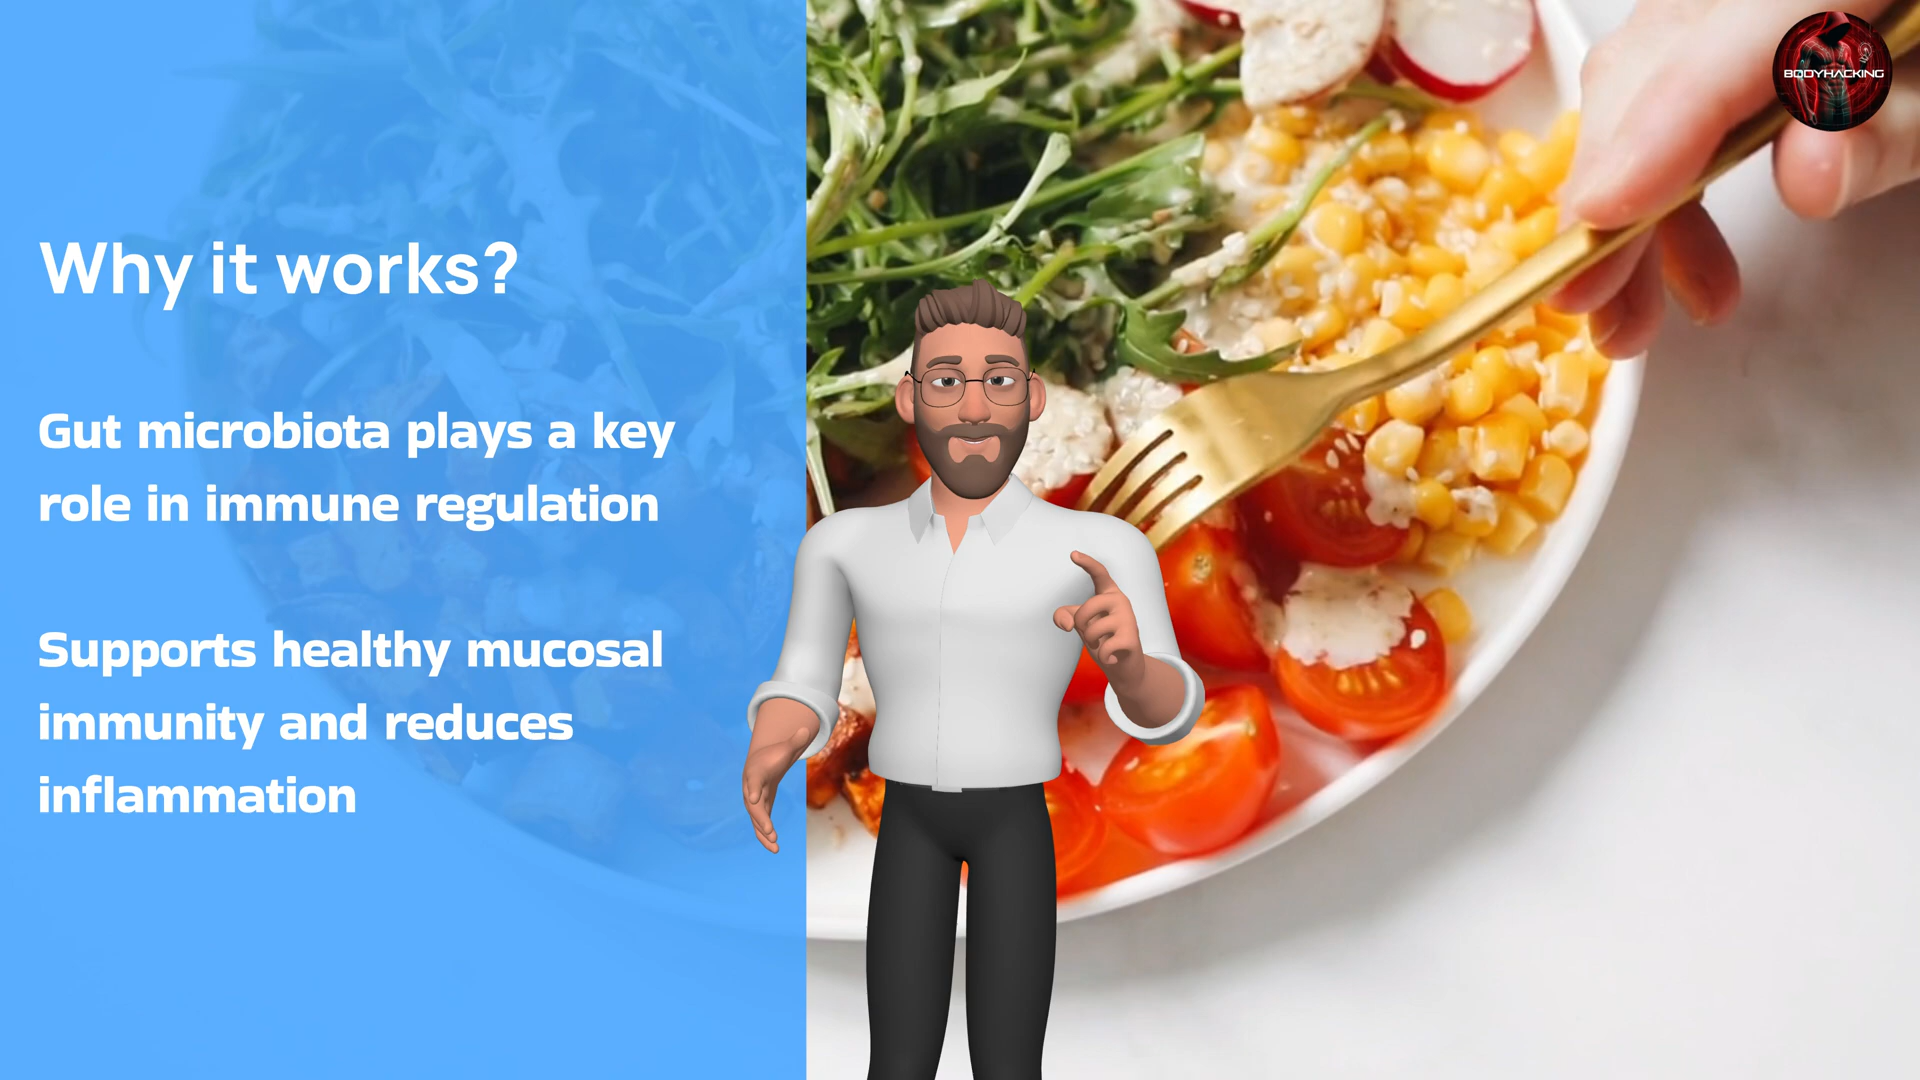 Why it works?
Gut microbiota plays a key
role in immune regulation
Supports healthy mucosal
immunity and reduces
inflammation
BODYHACKING